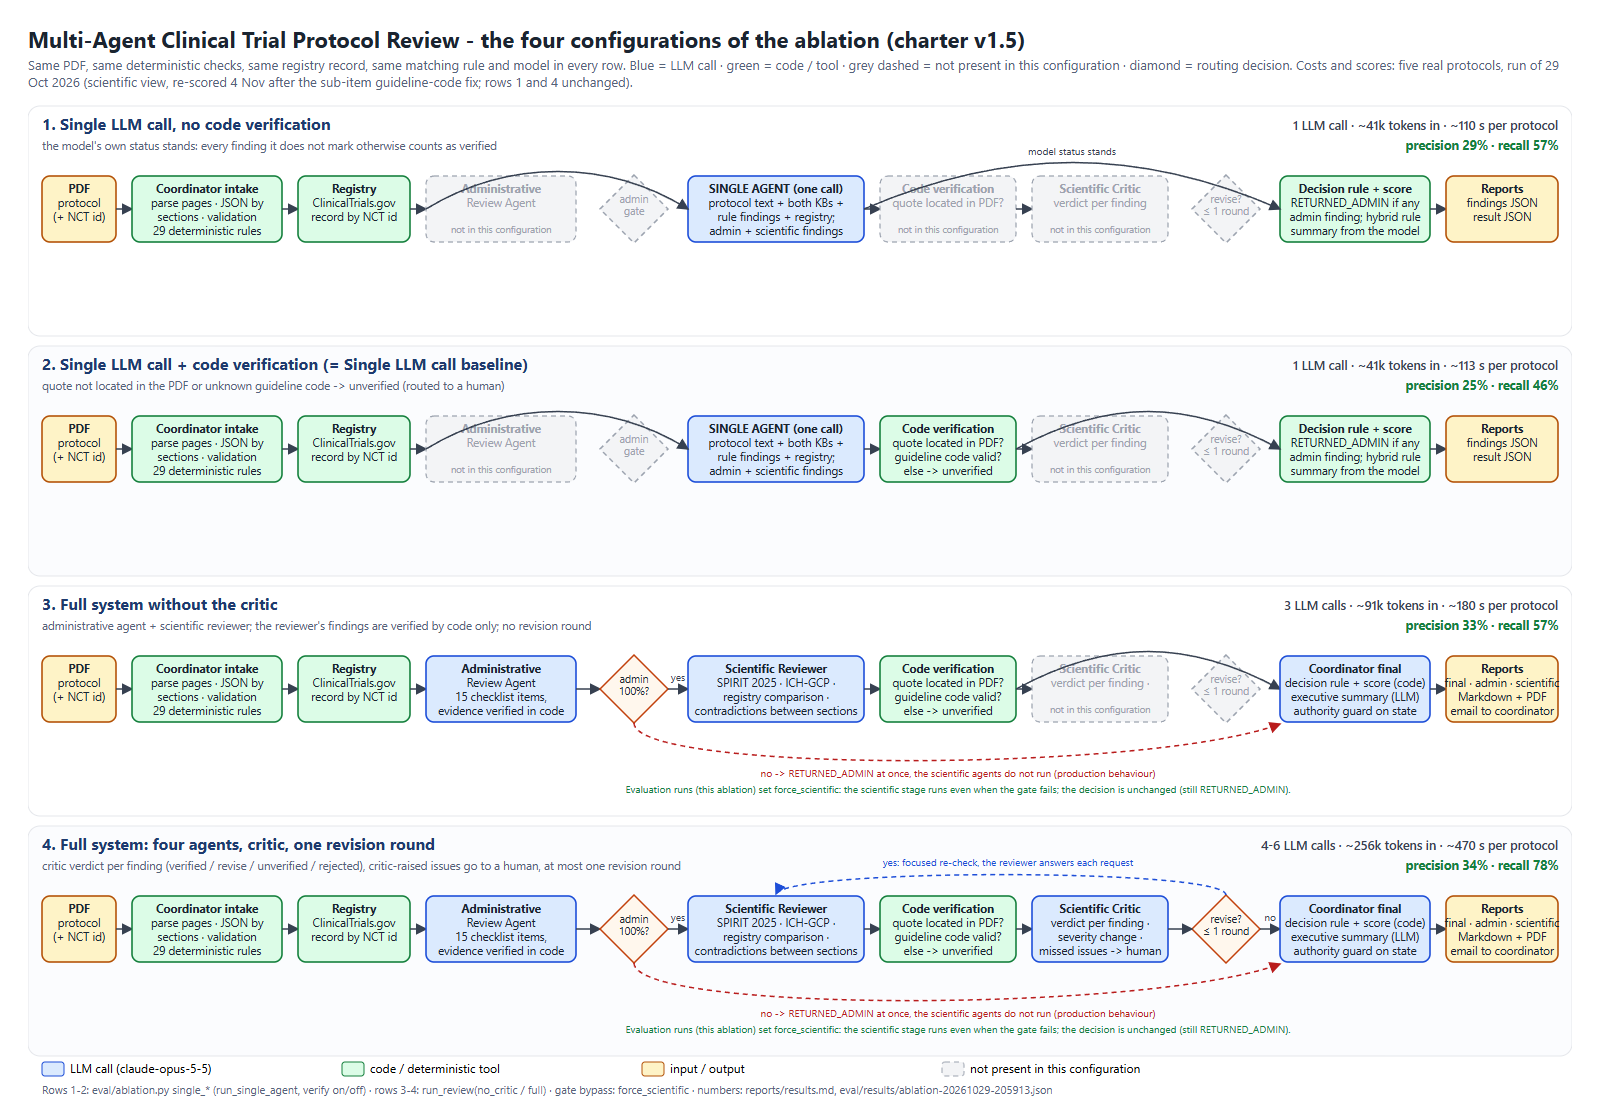 Multi-Agent Clinical Trial Protocol Review - the four configurations of the ablation (charter v1.5)
Same PDF, same deterministic checks, same registry record, same matching rule and model in every row. Blue = LLM call · green = code / tool · grey dashed = not present in this configuration · diamond = routing decision. Costs and scores: five real protocols, run of 29
Oct 2026 (scientific view, re-scored 4 Nov after the sub-item guideline-code fix; rows 1 and 4 unchanged).
1. Single LLM call, no code verification
1 LLM call · ~41k tokens in · ~110 s per protocol
the model's own status stands: every finding it does not mark otherwise counts as verified
precision 29% · recall 57%
model status stands
PDF
protocol
(+ NCT id)
Coordinator intake
parse pages · JSON by
sections · validation
29 deterministic rules
Registry
ClinicalTrials.gov
record by NCT id
Administrative
Review Agent
not in this configuration
admin
gate
SINGLE AGENT (one call)
protocol text + both KBs +
rule findings + registry;
admin + scientific findings
Code verification
quote located in PDF?
not in this configuration
Scientific Critic
verdict per finding
not in this configuration
revise?
≤ 1 round
Decision rule + score
RETURNED_ADMIN if any
admin finding; hybrid rule
summary from the model
Reports
findings JSON
result JSON
2. Single LLM call + code verification (= Single LLM call baseline)
1 LLM call · ~41k tokens in · ~113 s per protocol
quote not located in the PDF or unknown guideline code -> unverified (routed to a human)
precision 25% · recall 46%
PDF
protocol
(+ NCT id)
Coordinator intake
parse pages · JSON by
sections · validation
29 deterministic rules
Registry
ClinicalTrials.gov
record by NCT id
Administrative
Review Agent
not in this configuration
admin
gate
SINGLE AGENT (one call)
protocol text + both KBs +
rule findings + registry;
admin + scientific findings
Code verification
quote located in PDF?
guideline code valid?
else -> unverified
Scientific Critic
verdict per finding
not in this configuration
revise?
≤ 1 round
Decision rule + score
RETURNED_ADMIN if any
admin finding; hybrid rule
summary from the model
Reports
findings JSON
result JSON
3. Full system without the critic
3 LLM calls · ~91k tokens in · ~180 s per protocol
administrative agent + scientific reviewer; the reviewer's findings are verified by code only; no revision round
precision 33% · recall 57%
PDF
protocol
(+ NCT id)
Coordinator intake
parse pages · JSON by
sections · validation
29 deterministic rules
Registry
ClinicalTrials.gov
record by NCT id
Administrative
Review Agent
15 checklist items,
evidence verified in code
admin
100%?
yes
Scientific Reviewer
SPIRIT 2025 · ICH-GCP ·
registry comparison ·
contradictions between sections
Code verification
quote located in PDF?
guideline code valid?
else -> unverified
Scientific Critic
verdict per finding ·
not in this configuration
revise?
≤ 1 round
Coordinator final
decision rule + score (code)
executive summary (LLM)
authority guard on state
Reports
final · admin · scientific
Markdown + PDF
email to coordinator
no -> RETURNED_ADMIN at once, the scientific agents do not run (production behaviour)
Evaluation runs (this ablation) set force_scientific: the scientific stage runs even when the gate fails; the decision is unchanged (still RETURNED_ADMIN).
4. Full system: four agents, critic, one revision round
4-6 LLM calls · ~256k tokens in · ~470 s per protocol
critic verdict per finding (verified / revise / unverified / rejected), critic-raised issues go to a human, at most one revision round
precision 34% · recall 78%
yes: focused re-check, the reviewer answers each request
PDF
protocol
(+ NCT id)
Coordinator intake
parse pages · JSON by
sections · validation
29 deterministic rules
Registry
ClinicalTrials.gov
record by NCT id
Administrative
Review Agent
15 checklist items,
evidence verified in code
admin
100%?
yes
Scientific Reviewer
SPIRIT 2025 · ICH-GCP ·
registry comparison ·
contradictions between sections
Code verification
quote located in PDF?
guideline code valid?
else -> unverified
Scientific Critic
verdict per finding ·
severity change ·
missed issues -> human
revise?
≤ 1 round
no
Coordinator final
decision rule + score (code)
executive summary (LLM)
authority guard on state
Reports
final · admin · scientific
Markdown + PDF
email to coordinator
no -> RETURNED_ADMIN at once, the scientific agents do not run (production behaviour)
Evaluation runs (this ablation) set force_scientific: the scientific stage runs even when the gate fails; the decision is unchanged (still RETURNED_ADMIN).
LLM call (claude-opus-5-5)
code / deterministic tool
input / output
not present in this configuration
Rows 1-2: eval/ablation.py single_* (run_single_agent, verify on/off) · rows 3-4: run_review(no_critic / full) · gate bypass: force_scientific · numbers: reports/results.md, eval/results/ablation-20261029-205913.json